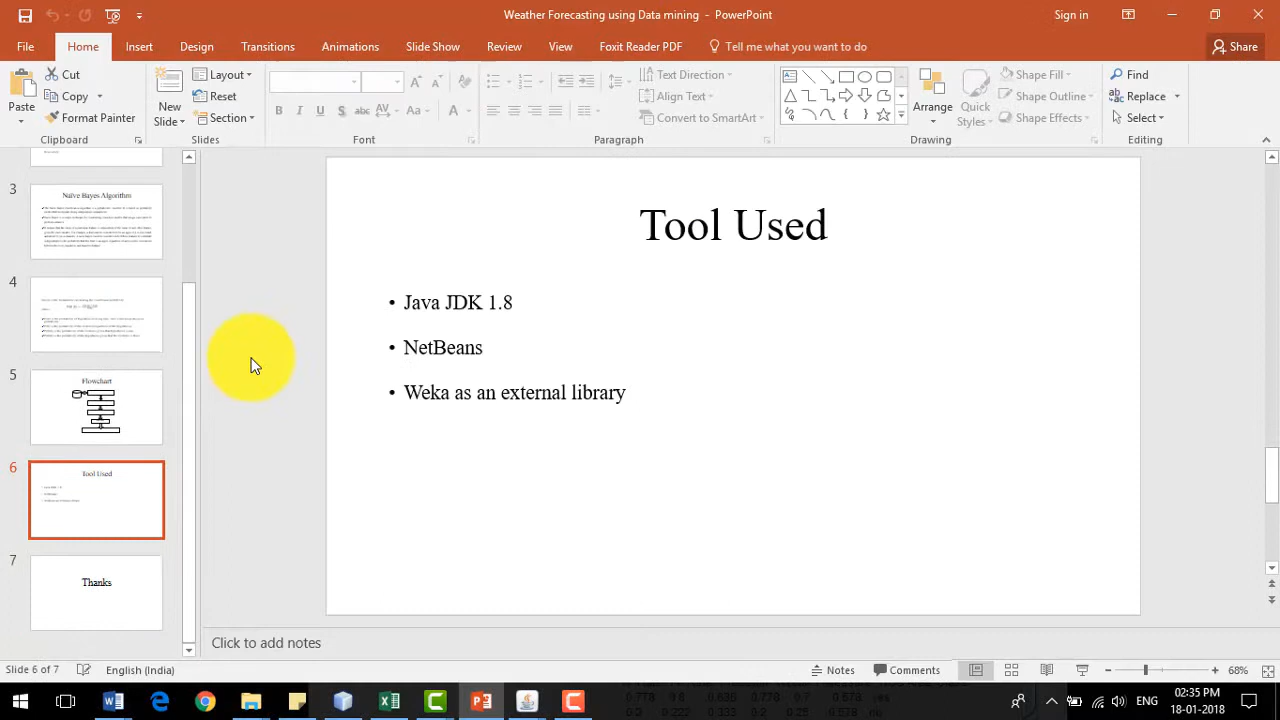 Weather Forecasting using Data mining - PowerPoint
Sign in
File Home Insert Design Transitions Animations Slide Show Review View Foxit Reader PDF Tell me what you want to do Share
Paste
Cut
Copy
Format Painter
Clipboard
New Slide
Layout
Reset
Section
Slides
B I U S abc AV Aa A
Font
Text Direction
Align Text
Convert to SmartArt
Paragraph
Arrange
Quick Styles
Shape Fill
Shape Outline
Shape Effects
Drawing
Find
Replace
Select
Editing
3
Naïve Bayes Algorithm
4
5
Flowchart
6
Tool Used
7
Thanks
Tool Used
• Java JDK 1.8
• NetBeans
• Weka as an external library
Click to add notes
Slide 6 of 7 English (India) Notes Comments 68%
ENG
02:35 PM
18-01-2018